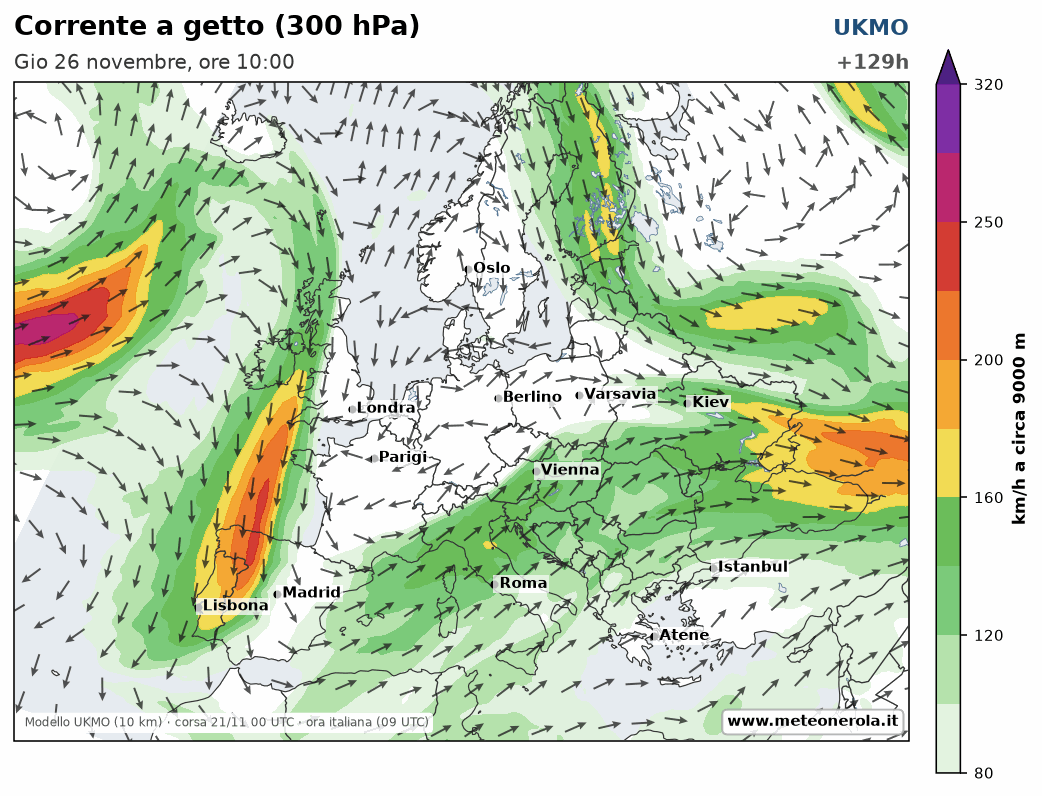 Corrente a getto (300 hPa)
UKMO
Gio 26 novembre, ore 10:00
+129h
320
250
200
160
120
80
km/h a circa 9000 m
Oslo
Londra
Berlino
Varsavia
Kiev
Parigi
Vienna
Istanbul
Roma
Madrid
Lisbona
Atene
Modello UKMO (10 km) · corsa 21/11 00 UTC · ora italiana (09 UTC)
www.meteonerola.it